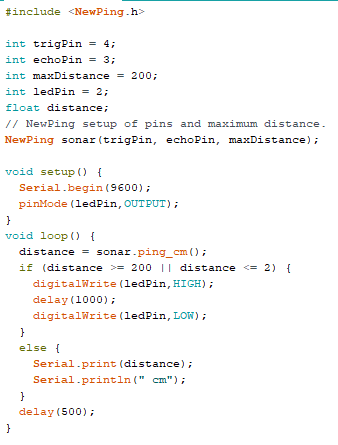 #include <NewPing.h>

int trigPin = 4;
int echoPin = 3;
int maxDistance = 200;
int ledPin = 2;
float distance;
// NewPing setup of pins and maximum distance.
NewPing sonar(trigPin, echoPin, maxDistance);

void setup() {
  Serial.begin(9600);
  pinMode(ledPin,OUTPUT);
}
void loop() {
  distance = sonar.ping_cm();
  if (distance >= 200 || distance <= 2) {
    digitalWrite(ledPin,HIGH);
    delay(1000);
    digitalWrite(ledPin,LOW);
  }
  else {
    Serial.print(distance);
    Serial.println(" cm");
  }
  delay(500);
}